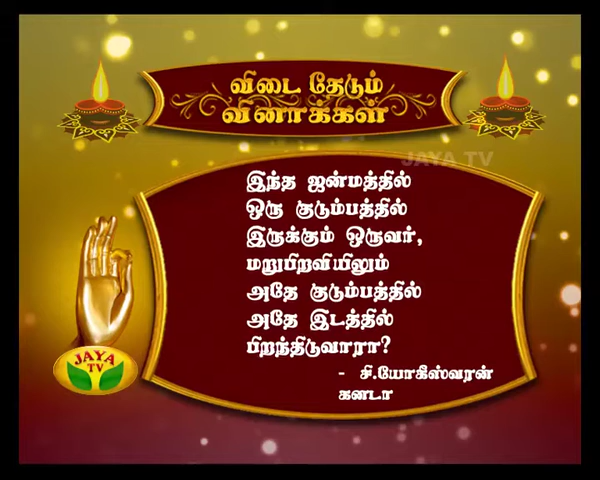 விடை தேடும்
வினாக்கள்
JAYA TV
இந்த ஜன்மத்தில்
ஒரு குடும்பத்தில்
இருக்கும் ஒருவர்,
மறுபிறவியிலும்
அதே குடும்பத்தில்
அதே இடத்தில்
பிறந்திடுவாரா?
- சி.யோகீஸ்வரன்
கனடா
JAYA
TV